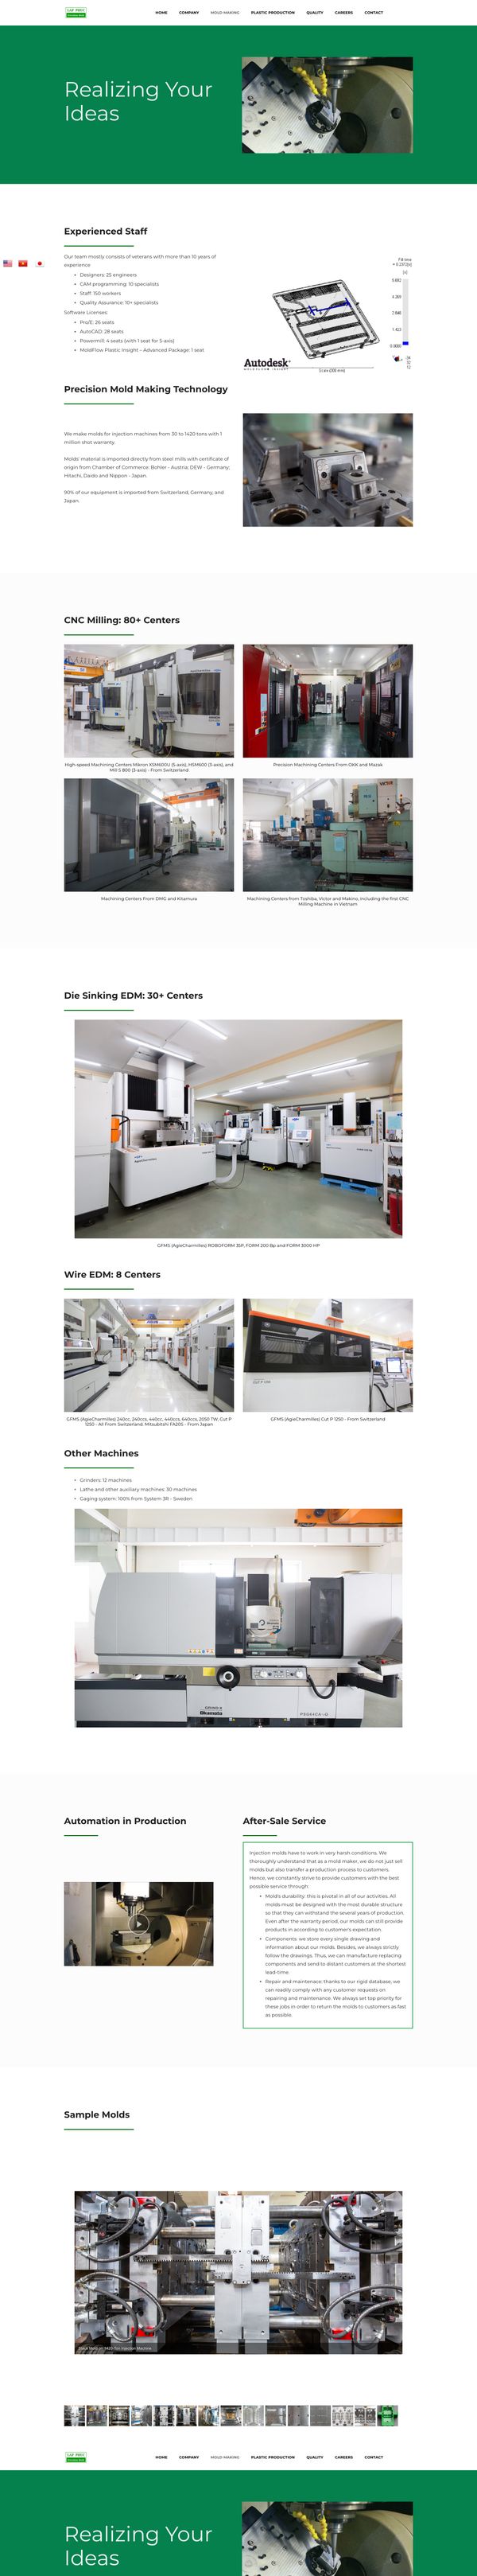 HOME COMPANY MOLD MAKING PLASTIC PRODUCTION QUALITY CAREERS CONTACT
Realizing Your
Ideas
Experienced Staff
Our team mostly consists of veterans with more than 10 years of
experience
Designers: 25 engineers
CAM programming: 10 specialists
Staff: 150 workers
Quality Assurance: 10+ specialists
Software Licenses
Pro/E: 26 seats
AutoCAD: 28 seats
Powermill: 4 seats (with 1 seat for 5-axis)
MoldFlow Plastic Insight – Advanced Package: 1 seat
Fill time
Autodesk
Precision Mold Making Technology
We make molds for injection machines from 30 to 1420 tons with 1
million shot warranty.
Molds' material is imported directly from steel mills with certificate of
origin from Chamber of Commerce: Bohler - Austria; DEW - Germany;
Hitachi, Daido and Nippon - Japan.
90% of our equipment is imported from Switzerland, Germany, and
Japan.
CNC Milling: 80+ Centers
High-speed Machining Centers Mikron XSM600U (5-axis), HSM600 (3 axis), and
Mill S 800 (3-axis) - From Switzerland
Precision Machining Centers From OKK and Mazak
Machining Centers From DMG and Kitamura
Machining Centers from Toshiba, Victor and Makino, including the first CNC
Milling Machine in Vietnam
Die Sinking EDM: 30+ Centers
GFMS (AgieCharmilles) ROBOFORM 35P, FORM 200 Sp and FORM 3000 HP
Wire EDM: 8 Centers
GFMS (AgieCharmilles) 240cc, 240ccs, 440cc, 440ccs, 640ccs, 2050 TW, Cut P
1250 - All From Switzerland; Mitsubitshi FA20S - From Japan
GFMS (AgieCharmilles) Cut P 1250 - From Switzerland
Other Machines
Grinders: 12 machines
Lathe and other auxiliary machines: 30 machines
Gaging system: 100% from System 3R - Sweden
Okamoto
Automation in Production
After-Sale Service
Injection molds have to work in very harsh conditions. We
thoroughly understand that as a mold maker, we do not just sell
molds but also transfer a production process to customers.
Hence, we constantly strive to provide customers with the best
possible service through:
Mold's durability: this is pivotal in all of our activities. All
molds must be designed with the most durable structure
so that they can withstand the several years of production.
Even after the warranty period, our molds can still provide
products in according to customer's expectation.
Components: we store every single drawing and
information about our molds. Besides, we always strictly
follow the drawings. Thus, we can manufacture replacing
components and send to distant customers at the shortest
lead-time.
Repair and maintenace: thanks to our rigid database, we
can readily comply with any customer requests on
repairing and maintenance. We always set top priority for
these jobs in order to return the molds to customers as fast
as possible.
Sample Molds
HOME COMPANY MOLD MAKING PLASTIC PRODUCTION QUALITY CAREERS CONTACT
Realizing Your
Ideas